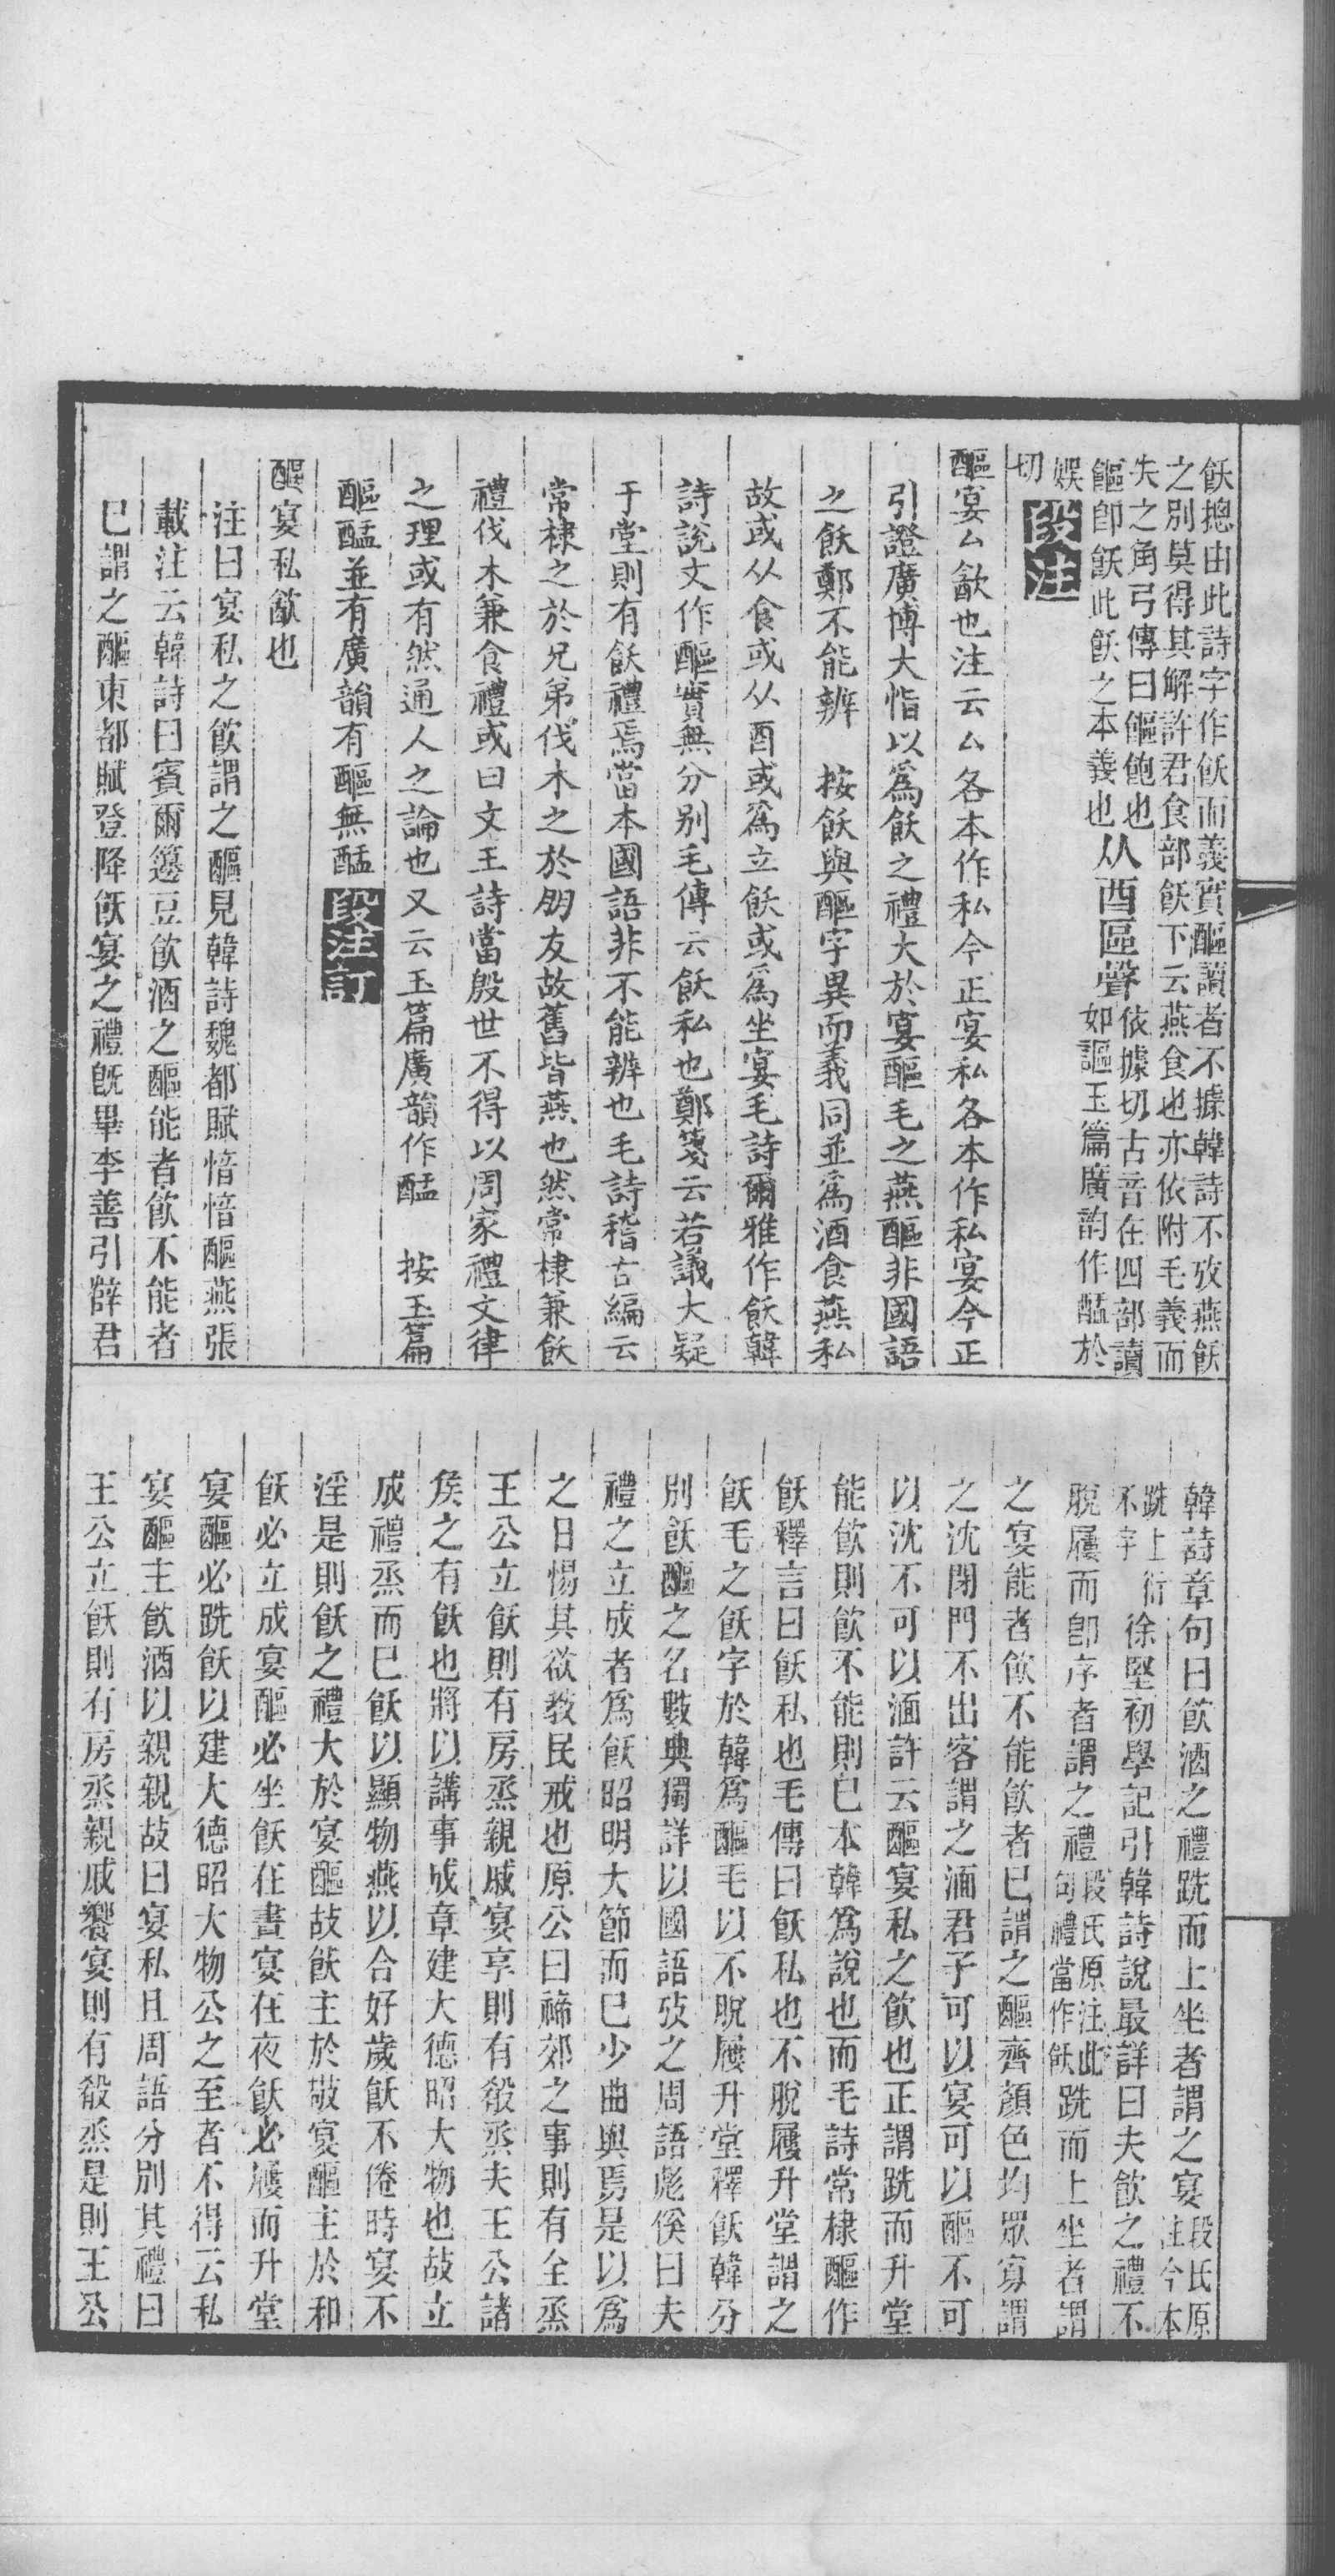 飫摠由此詩字作飫而義實醧讀者不據韓詩不攷燕飫
之別莫得其解許君食部飫下云燕食也亦依附毛義而
失之角弓傳曰饇飽也
饇卽飫此飫之本義也
从酉區聲
依據切古音在四部讀
如謳玉篇廣韵作醖於
娛
切
段注
醧宴厶㱃也注云厶各本作私今正宴私各本作私宴今正
引證廣博大恉以爲飫之禮大於宴醧毛之燕醧非國語
之飫鄭不能辨 按飫與醧字異而義同並爲酒食燕私
故或从食或从酉或爲立飫或爲坐宴毛詩爾雅作飫韓
詩說文作醧實無分别毛傳云飫私也鄭箋云若議大疑
于堂則有飫禮焉當本國語非不能辨也毛詩稽古編云
常棣之於兄弟伐木之於朋友故舊皆燕也然常棣兼飫
禮伐木兼食禮或曰文王詩當殷世不得以周家禮文律
之理或有然通人之論也又云玉篇廣韻作醖 按玉篇
醧醖並有廣韻有醧無醖
段注訂
醧宴私㱃也
注曰宴私之飮謂之醧見韓詩魏都賦愔愔醧燕張
載注云韓詩曰賓爾籩豆飮酒之醧能者飮不能者
已謂之醧東都賦登降飫宴之禮旣畢李善引薛君
韓詩章句曰飮酒之禮跣而上坐者謂之宴
段氏原
注今本
跣上衍
不字
徐堅初學記引韓詩說最詳曰夫飮之禮不
脫屨而卽序者謂之禮
段氏原注此
句禮當作飫
跣而上坐者謂
之宴能者飮不能飮者已謂之醧齊顏色均眾寡謂
之沈閉門不出客謂之湎君子可以宴可以醧不可
以沈不可以湎許云醧宴私之飮也正謂跣而升堂
能飮則飮不能則已本韓爲說也而毛詩常棣醧作
飫釋言曰飫私也毛傳曰飫私也不脫屨升堂謂之
飫毛之飫字於韓爲醧毛以不脫屨升堂釋飫韓分
別飫醧之名數典獨詳以國語攷之周語彪傒曰夫
禮之立成者爲飫昭明大節而已少曲與焉是以爲
之日惕其欲敎民戒也原公曰禘郊之事則有全烝
王公立飫則有房烝親戚宴享則有殽烝夫王公諸
侯之有飫也將以講事成章建大德昭大物也故立
成禮烝而已飫以顯物燕以合好歲飫不倦時宴不
淫是則飫之禮大於宴醧故飫主於敬宴醧主於和
飫必立成宴醧必坐飫在晝宴在夜飫必屨而升堂
宴醧必跣飫以建大德昭大物公之至者不得云私
宴醧主飮酒以親親故曰宴私且周語分別其禮曰
王公立飫則有房烝親戚饗宴則有殽烝是則王公